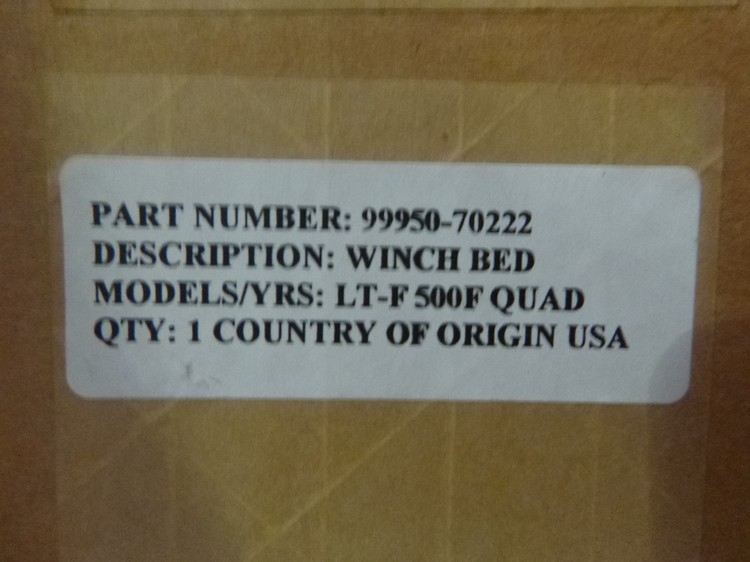 PART NUMBER: 99950-70222
DESCRIPTION: WINCH BED
MODELS/YRS: LT-F 500F QUAD
QTY: 1 COUNTRY OF ORIGIN USA